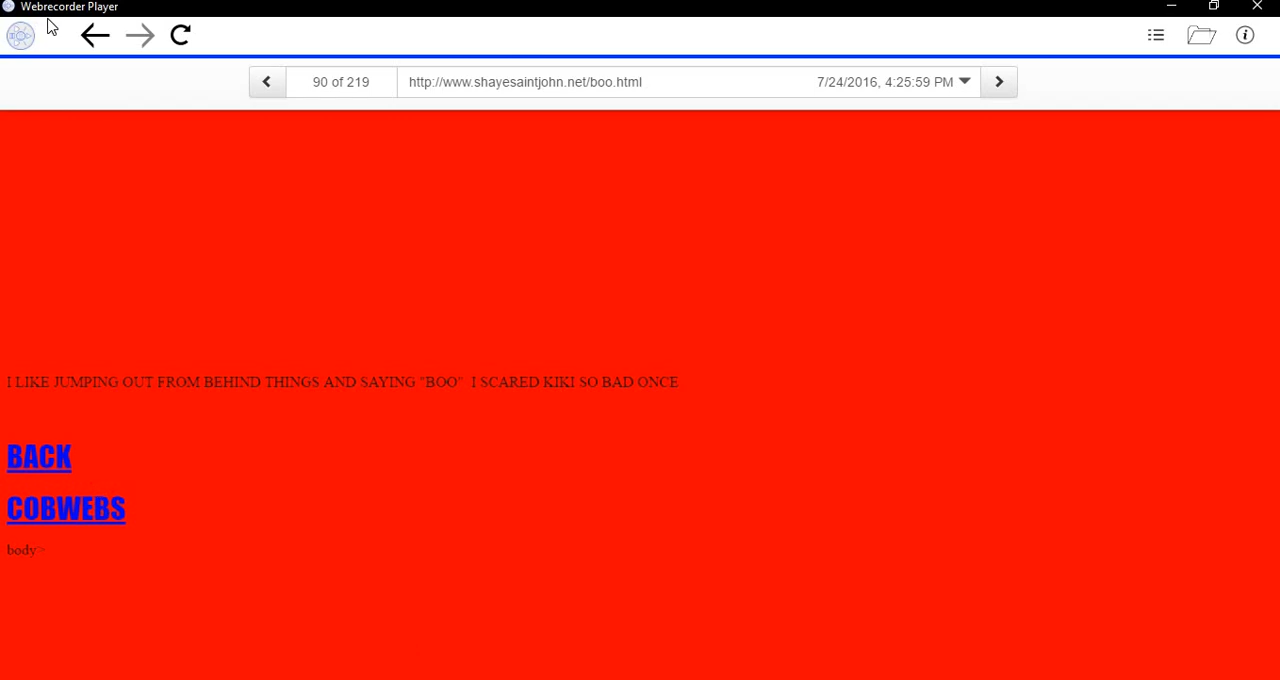 Webrecorder Player
90 of 219 http://www.shayesaintjohn.net/boo.html 7/24/2016, 4:25:59 PM
I LIKE JUMPING OUT FROM BEHIND THINGS AND SAYING "BOO" I SCARED KIKI SO BAD ONCE
BACK
COBWEBS
body>